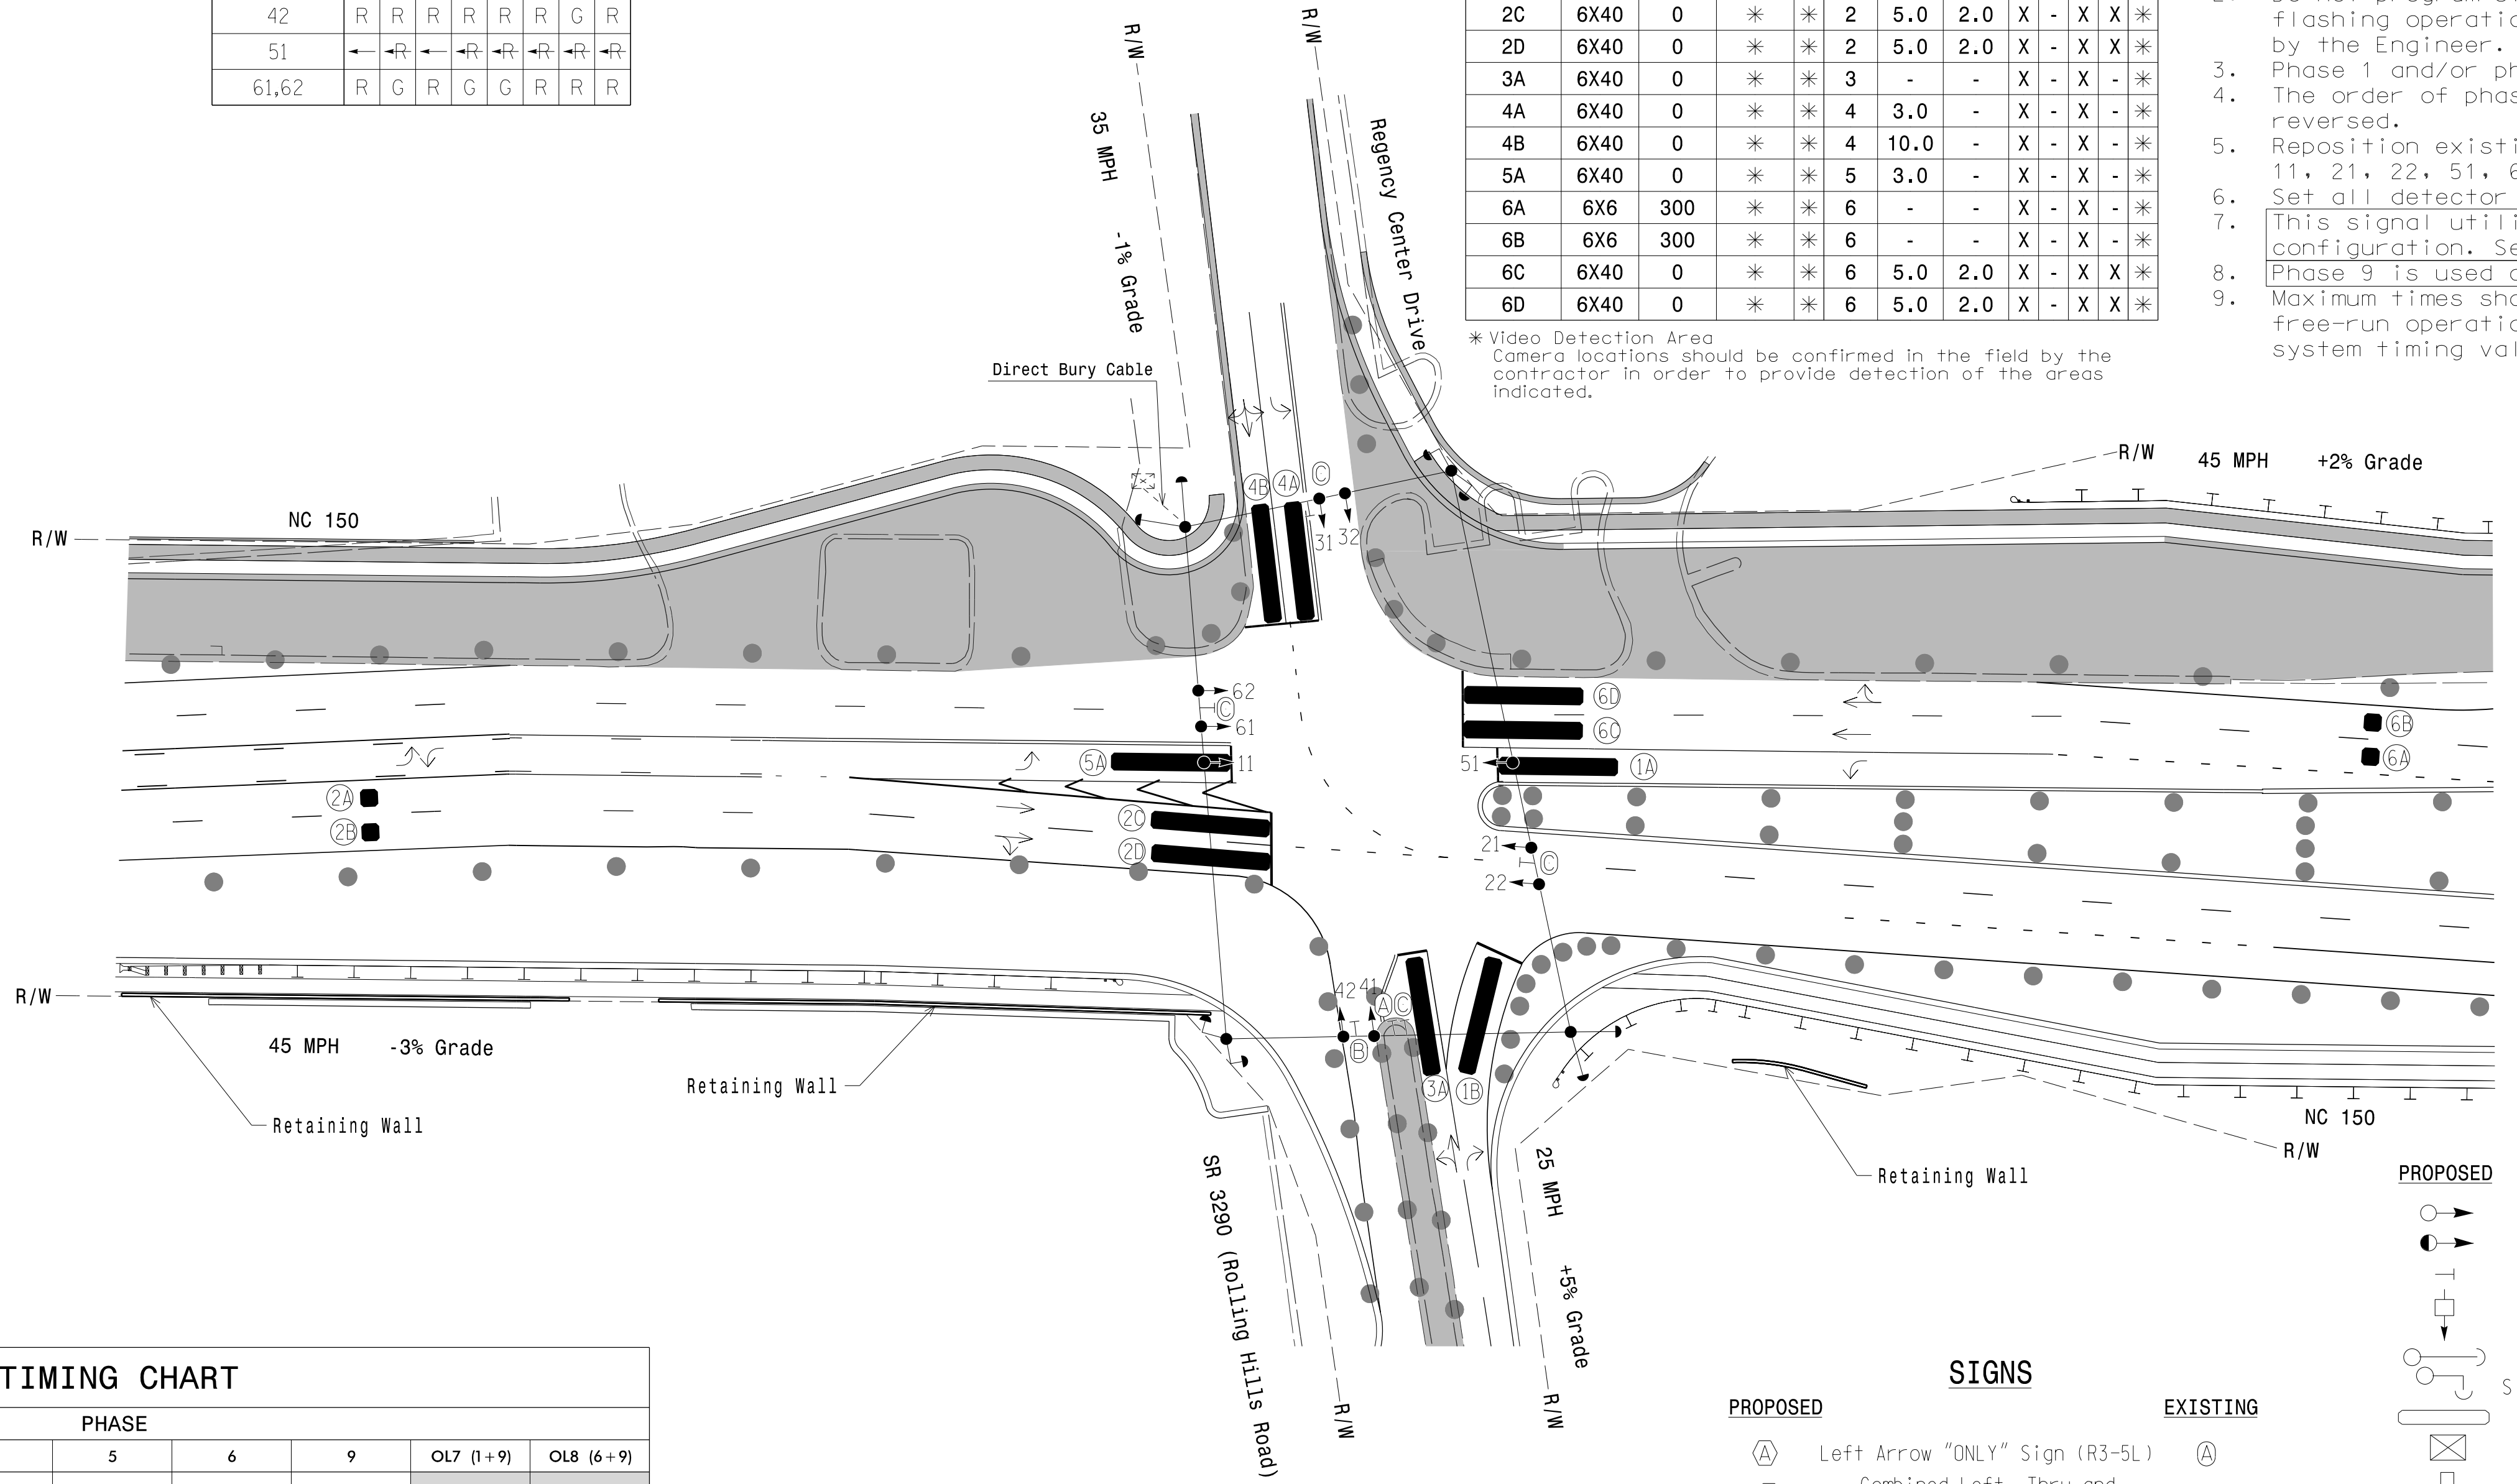 42 R R R R R R G R
51 ← ←R ← ←R ←R ←R ←R ←R
61,62 R G R G G R R R
2C 6X40 0 * * 2 5.0 2.0 X - X X *
2D 6X40 0 * * 2 5.0 2.0 X - X X *
3A 6X40 0 * * 3 - - X - X - *
4A 6X40 0 * * 4 3.0 - X - X - *
4B 6X40 0 * * 4 10.0 - X - X - *
5A 6X40 0 * * 5 3.0 - X - X - *
6A 6X6 300 * * 6 - - X - X - *
6B 6X6 300 * * 6 - - X - X - *
6C 6X40 0 * * 6 5.0 2.0 X - X X *
6D 6X40 0 * * 6 5.0 2.0 X - X X *
* Video Detection Area
Camera locations should be confirmed in the field by the
contractor in order to provide detection of the areas
indicated.
flashing operatio
by the Engineer.
3. Phase 1 and/or ph
4. The order of phas
reversed.
5. Reposition existi
11, 21, 22, 51, 6
6. Set all detector
7. This signal utili
configuration. Se
8. Phase 9 is used
9. Maximum times sho
free-run operatio
system timing val
R/W
R/W
35 MPH -1% Grade
Regency Center Drive
Direct Bury Cable
R/W 45 MPH +2% Grade
NC 150
R/W
4B 4A C
31 32
62
C
61
6D
6C
6B
6A
5A 11
51 1A
2A
2B
2C
2D
21
C
22
42 41
A C
B
3A 1B
R/W
45 MPH -3% Grade
Retaining Wall
Retaining Wall
Retaining Wall
NC 150
R/W
SR 3290 (Rolling Hills Road)
25 MPH +5% Grade
R/W
R/W
PROPOSED
S
TIMING CHART
PHASE
5 6 9 OL7 (1+9) OL8 (6+9)
SIGNS
PROPOSED EXISTING
A Left Arrow "ONLY" Sign (R3-5L) A
Combined Left, Thru and